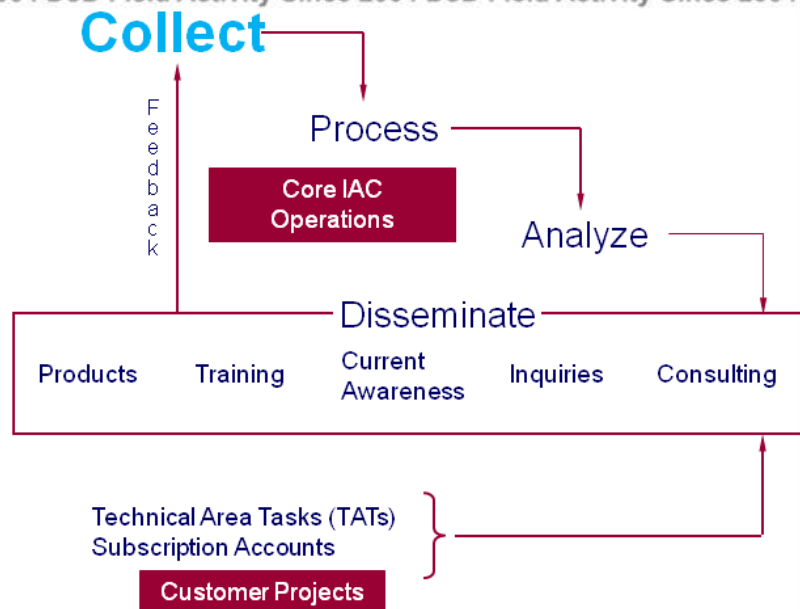 Collect
Feedback
Process
Core IAC
Operations
Analyze
Disseminate
Products
Training
Current
Awareness
Inquiries
Consulting
Technical Area Tasks (TATs)
Subscription Accounts
Customer Projects